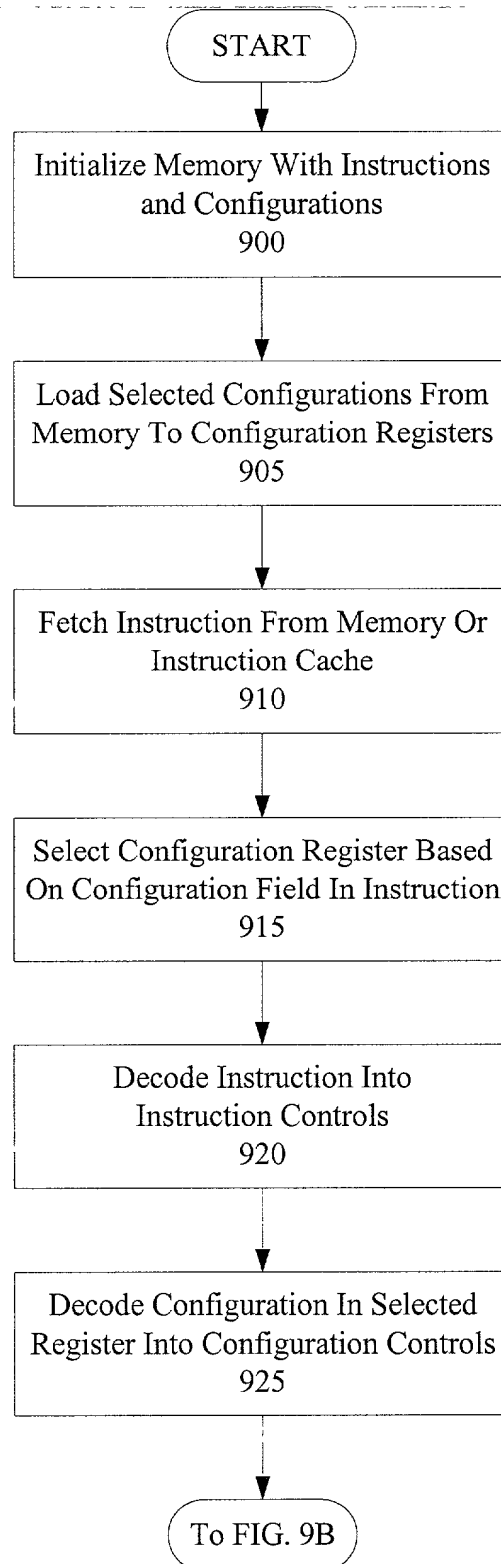 START
Initialize Memory With Instructions
and Configurations
900
Load Selected Configurations From
Memory To Configuration Registers
905
Fetch Instruction From Memory Or
Instruction Cache
910
Select Configuration Register Based
On Configuration Field In Instruction
915
Decode Instruction Into
Instruction Controls
920
Decode Configuration In Selected
Register Into Configuration Controls
925
To FIG. 9B